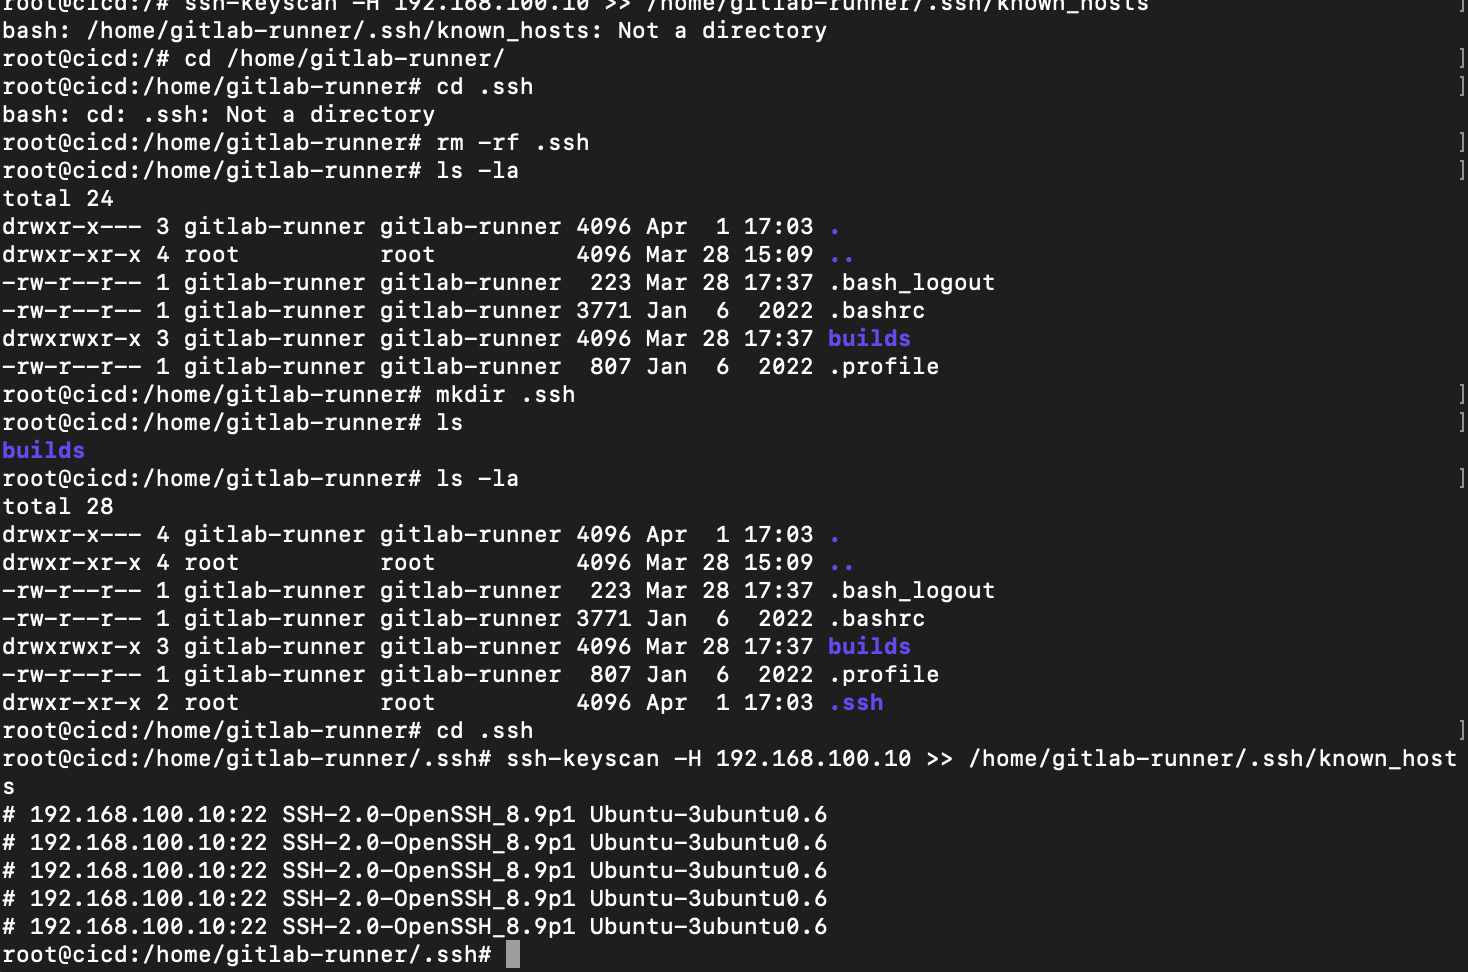 root@cicd:/# ssh-keyscan -H 192.168.100.10 >> /home/gitlab-runner/.ssh/known_hosts ]
bash: /home/gitlab-runner/.ssh/known_hosts: Not a directory
root@cicd:/# cd /home/gitlab-runner/ ]
root@cicd:/home/gitlab-runner# cd .ssh ]
bash: cd: .ssh: Not a directory
root@cicd:/home/gitlab-runner# rm -rf .ssh ]
root@cicd:/home/gitlab-runner# ls -la ]
total 24
drwxr-x--- 3 gitlab-runner gitlab-runner 4096 Apr  1 17:03 .
drwxr-xr-x 4 root          root          4096 Mar 28 15:09 ..
-rw-r--r-- 1 gitlab-runner gitlab-runner  223 Mar 28 17:37 .bash_logout
-rw-r--r-- 1 gitlab-runner gitlab-runner 3771 Jan  6  2022 .bashrc
drwxrwxr-x 3 gitlab-runner gitlab-runner 4096 Mar 28 17:37 builds
-rw-r--r-- 1 gitlab-runner gitlab-runner  807 Jan  6  2022 .profile
root@cicd:/home/gitlab-runner# mkdir .ssh ]
root@cicd:/home/gitlab-runner# ls ]
builds
root@cicd:/home/gitlab-runner# ls -la ]
total 28
drwxr-x--- 4 gitlab-runner gitlab-runner 4096 Apr  1 17:03 .
drwxr-xr-x 4 root          root          4096 Mar 28 15:09 ..
-rw-r--r-- 1 gitlab-runner gitlab-runner  223 Mar 28 17:37 .bash_logout
-rw-r--r-- 1 gitlab-runner gitlab-runner 3771 Jan  6  2022 .bashrc
drwxrwxr-x 3 gitlab-runner gitlab-runner 4096 Mar 28 17:37 builds
-rw-r--r-- 1 gitlab-runner gitlab-runner  807 Jan  6  2022 .profile
drwxr-xr-x 2 root          root          4096 Apr  1 17:03 .ssh
root@cicd:/home/gitlab-runner# cd .ssh ]
root@cicd:/home/gitlab-runner/.ssh# ssh-keyscan -H 192.168.100.10 >> /home/gitlab-runner/.ssh/known_host
s
# 192.168.100.10:22 SSH-2.0-OpenSSH_8.9p1 Ubuntu-3ubuntu0.6
# 192.168.100.10:22 SSH-2.0-OpenSSH_8.9p1 Ubuntu-3ubuntu0.6
# 192.168.100.10:22 SSH-2.0-OpenSSH_8.9p1 Ubuntu-3ubuntu0.6
# 192.168.100.10:22 SSH-2.0-OpenSSH_8.9p1 Ubuntu-3ubuntu0.6
# 192.168.100.10:22 SSH-2.0-OpenSSH_8.9p1 Ubuntu-3ubuntu0.6
root@cicd:/home/gitlab-runner/.ssh#